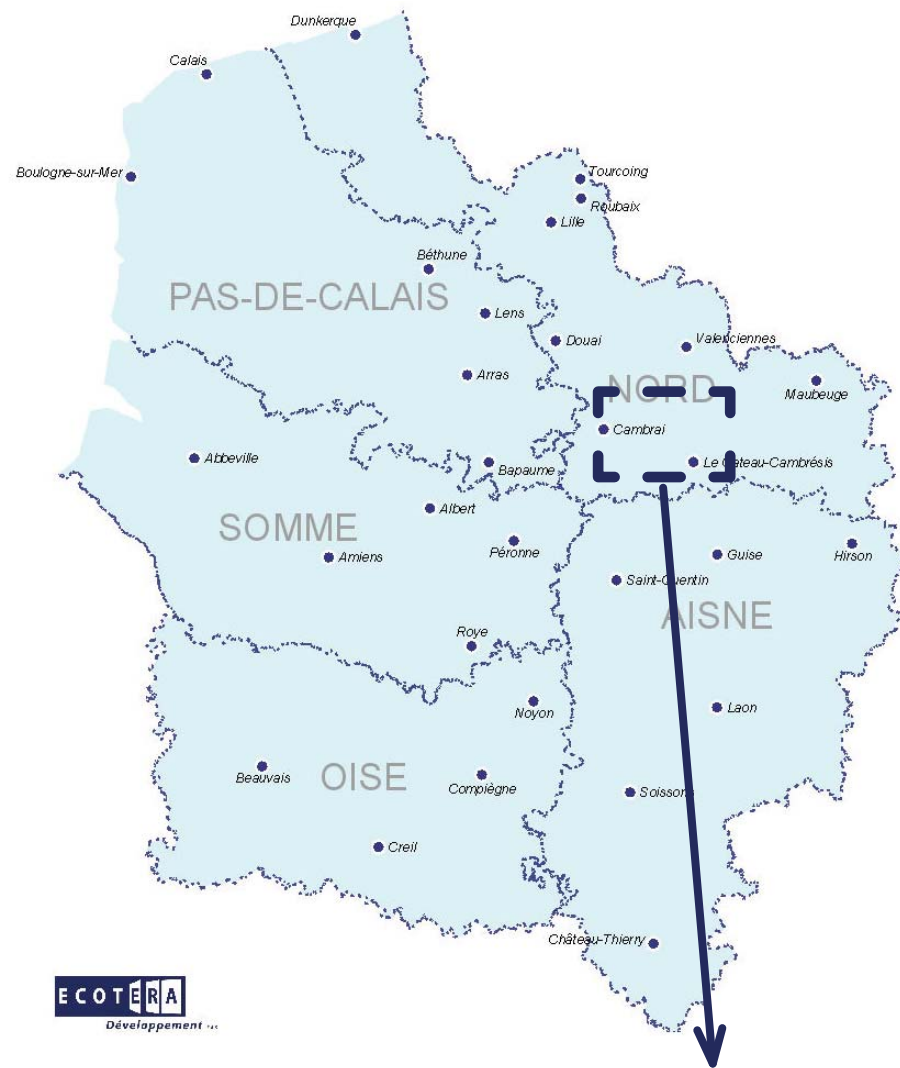 Dunkerque
Calais
Boulogne-sur-Mer
Tourcoing
Roubaix
Lille
Béthune
PAS-DE-CALAIS
Lens
Douai
Valenciennes
Arras
NORD
Maubeuge
Cambrai
Abbeville
Bapaume
Le Cateau-Cambrésis
Albert
SOMME
Amiens
Péronne
Guise
Hirson
Saint-Quentin
AISNE
Roye
Noyon
Laon
Beauvais
OISE
Compiègne
Soissons
Creil
Château-Thierry
ECOTERA
Développement